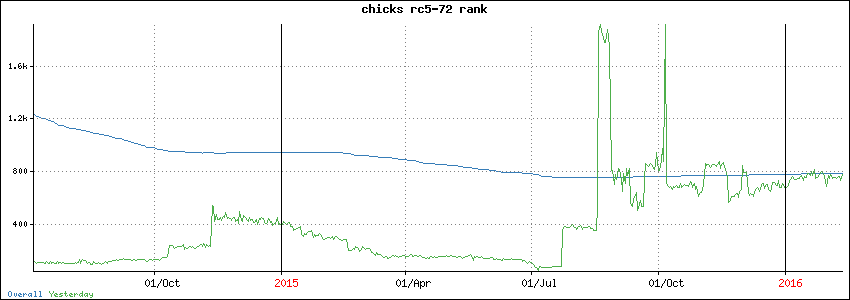 chicks rc5-72 rank
1.6k
1.2k
800
400
01/Oct 2015 01/Apr 01/Jul 01/Oct 2016
Overall Yesterday